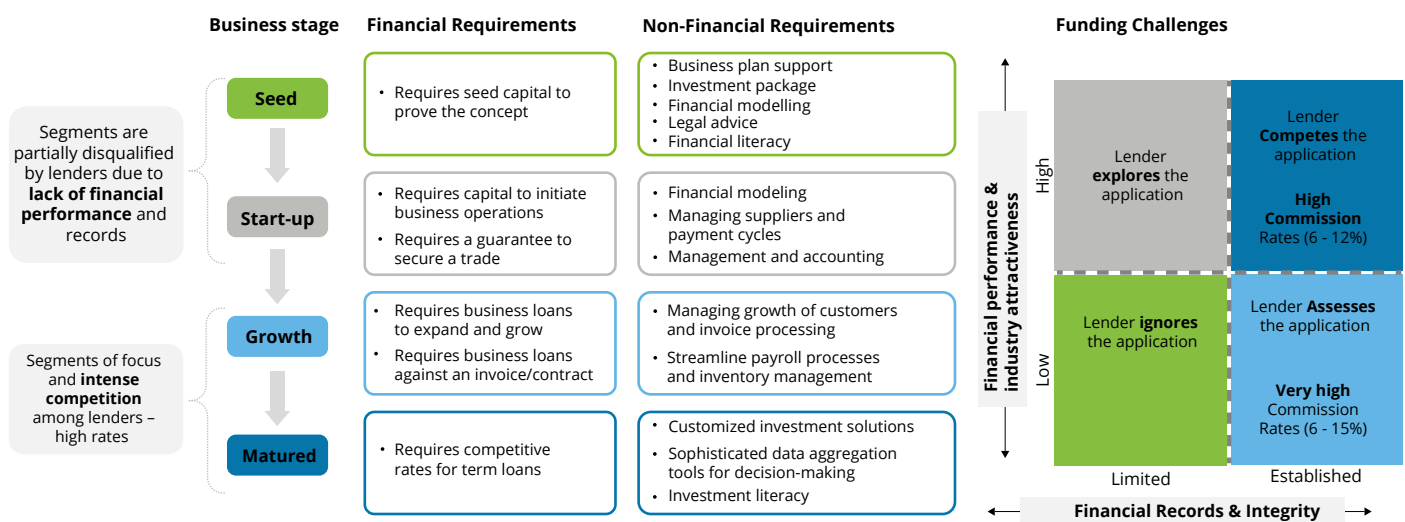 Business stage
Financial Requirements
Non-Financial Requirements
Funding Challenges
Segments are
partially disqualified
by lenders due to
lack of financial
performance and
records
Segments of focus
and intense
competition
among lenders –
high rates
Seed
Start-up
Growth
Matured
• Requires seed capital to
prove the concept
• Requires capital to initiate
business operations
• Requires a guarantee to
secure a trade
• Requires business loans
to expand and grow
• Requires business loans
against an invoice/contract
• Requires competitive
rates for term loans
• Business plan support
• Investment package
• Financial modelling
• Legal advice
• Financial literacy
• Financial modeling
• Managing suppliers and
payment cycles
• Management and accounting
• Managing growth of customers
and invoice processing
• Streamline payroll processes
and inventory management
• Customized investment solutions
• Sophisticated data aggregation
tools for decision-making
• Investment literacy
Financial performance &
industry attractiveness
High
Low
Lender
explores the
application
Lender
Competes the
application
High
Commission
Rates (6 - 12%)
Lender ignores
the application
Lender Assesses
the application
Very high
Commission
Rates (6 - 15%)
Limited
Established
Financial Records & Integrity